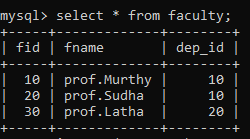 mysql> select * from faculty;
+-----+-------------+--------+
| fid | fname       | dep_id |
+-----+-------------+--------+
|  10 | prof.Murthy |     10 |
|  20 | prof.Sudha  |     10 |
|  30 | prof.Latha  |     20 |
+-----+-------------+--------+